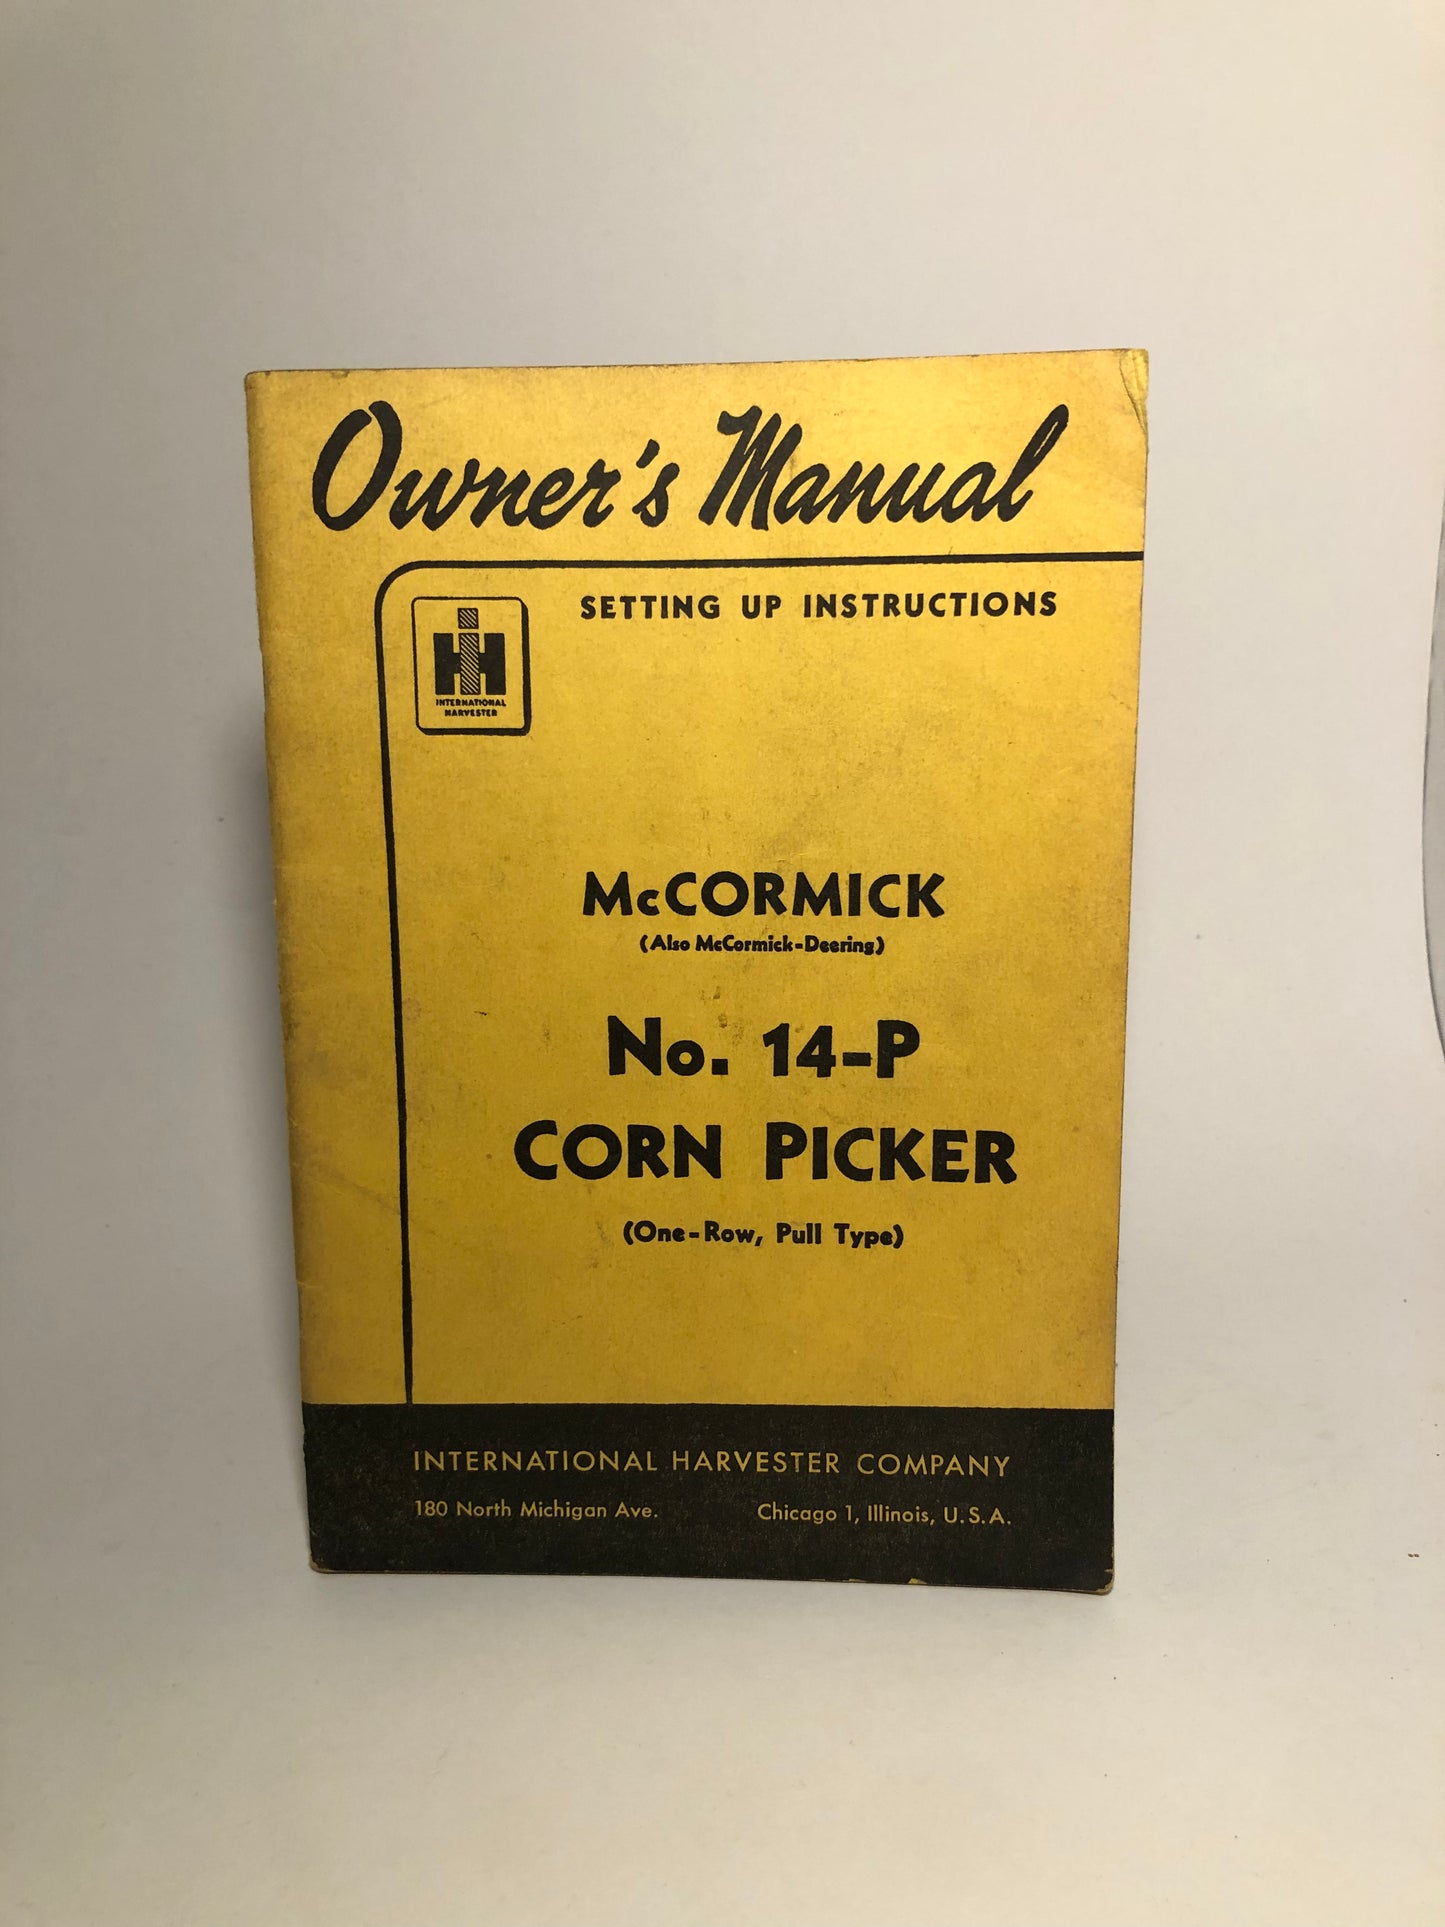 Owner's Manual
SETTING UP INSTRUCTIONS
IH
INTERNATIONAL
HARVESTER
McCORMICK
(Also McCormick-Deering)
No. 14-P
CORN PICKER
(One-Row, Pull Type)
INTERNATIONAL HARVESTER COMPANY
180 North Michigan Ave. Chicago 1, Illinois, U.S.A.